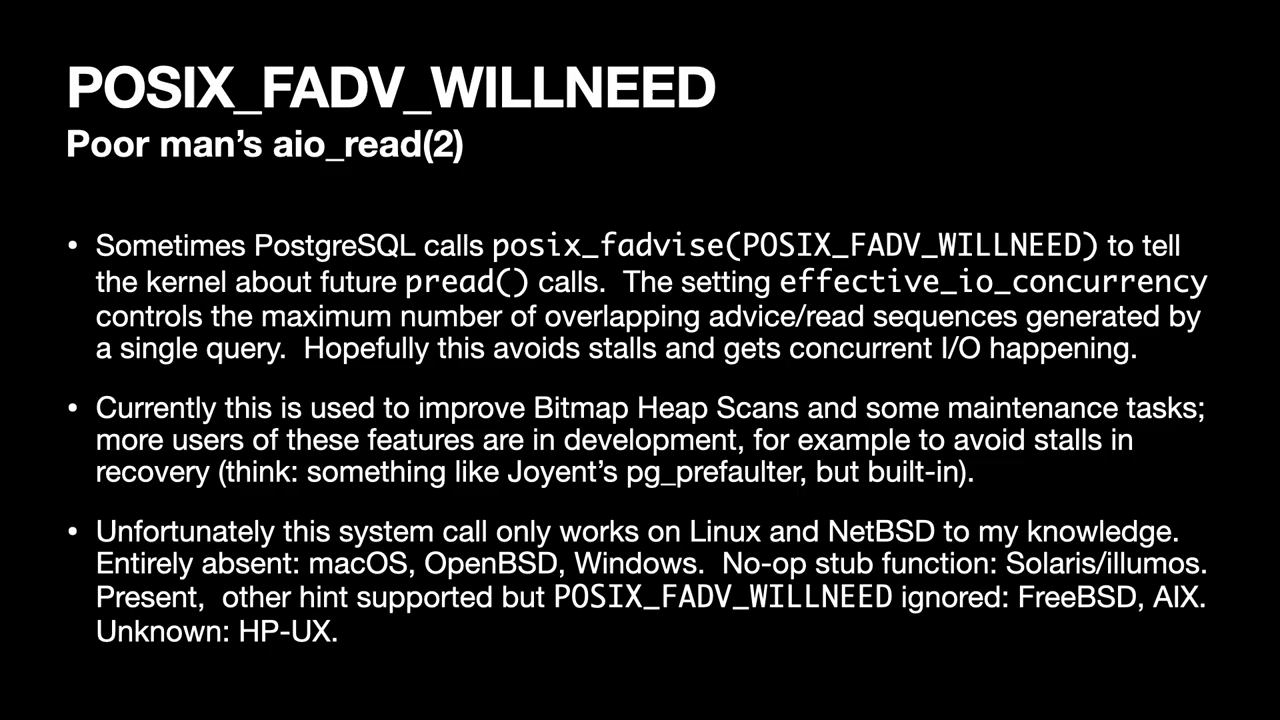 POSIX_FADV_WILLNEED
Poor man’s aio_read(2)
• Sometimes PostgreSQL calls posix_fadvise(POSIX_FADV_WILLNEED) to tell
the kernel about future pread() calls.  The setting effective_io_concurrency
controls the maximum number of overlapping advice/read sequences generated by
a single query.  Hopefully this avoids stalls and gets concurrent I/O happening.
• Currently this is used to improve Bitmap Heap Scans and some maintenance tasks;
more users of these features are in development, for example to avoid stalls in
recovery (think: something like Joyent’s pg_prefaulter, but built-in).
• Unfortunately this system call only works on Linux and NetBSD to my knowledge.
Entirely absent: macOS, OpenBSD, Windows.  No-op stub function: Solaris/illumos.
Present,  other hint supported but POSIX_FADV_WILLNEED ignored: FreeBSD, AIX.
Unknown: HP-UX.